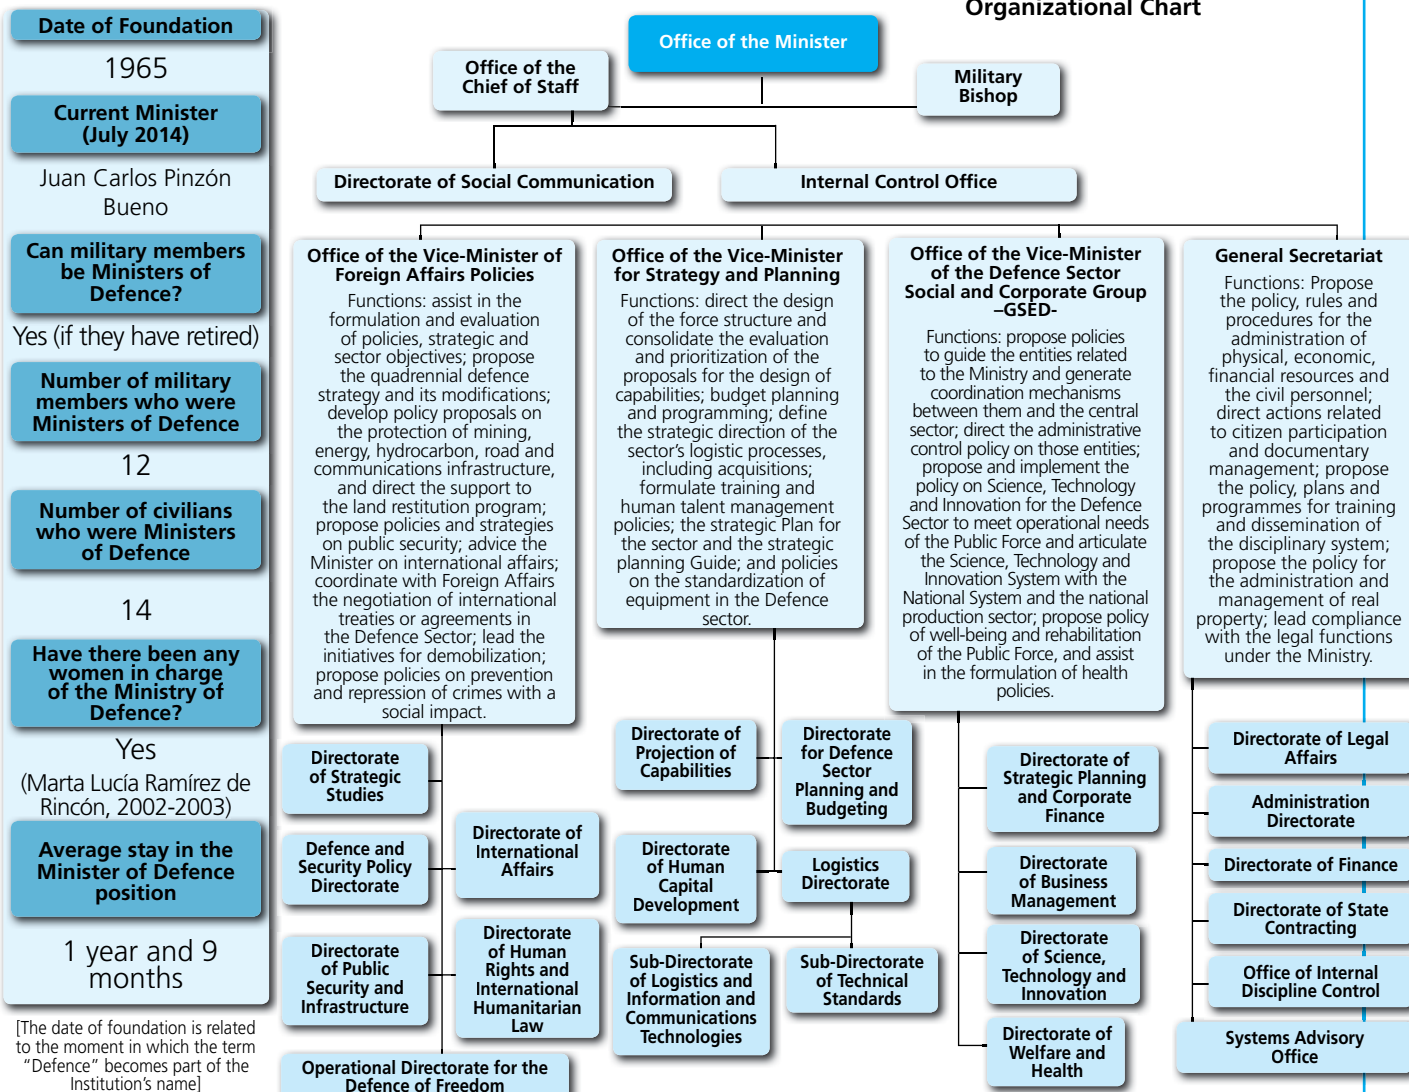 Organizational Chart
Date of Foundation
1965
Current Minister
(July 2014)
Juan Carlos Pinzón
Bueno
Can military members
be Ministers of
Defence?
Yes (if they have retired)
Number of military
members who were
Ministers of Defence
12
Number of civilians
who were Ministers
of Defence
14
Have there been any
women in charge
of the Ministry of
Defence?
Yes
(Marta Lucía Ramírez de
Rincón, 2002-2003)
Average stay in the
Minister of Defence
position
1 year and 9
months
[The date of foundation is related
to the moment in which the term
“Defence” becomes part of the
Institution’s name]
Office of the Minister
Office of the
Chief of Staff
Military
Bishop
Directorate of Social Communication
Internal Control Office
Office of the Vice-Minister of
Foreign Affairs Policies
Functions: assist in the
formulation and evaluation
of policies, strategic and
sector objectives; propose
the quadrennial defence
strategy and its modifications;
develop policy proposals on
the protection of mining,
energy, hydrocarbon, road and
communications infrastructure,
and direct the support to
the land restitution program;
propose policies and strategies
on public security; advice the
Minister on international affairs;
coordinate with Foreign Affairs
the negotiation of international
treaties or agreements in
the Defence Sector; lead the
initiatives for demobilization;
propose policies on prevention
and repression of crimes with a
social impact.
Directorate
of Strategic
Studies
Defence and
Security Policy
Directorate
Directorate of
International
Affairs
Directorate
of Public
Security and
Infrastructure
Directorate
of Human
Rights and
International
Humanitarian
Law
Operational Directorate for the
Defence of Freedom
Office of the Vice-Minister
for Strategy and Planning
Functions: direct the design
of the force structure and
consolidate the evaluation
and prioritization of the
proposals for the design of
capabilities; budget planning
and programming; define
the strategic direction of the
sector’s logistic processes,
including acquisitions;
formulate training and
human talent management
policies; the strategic Plan for
the sector and the strategic
planning Guide; and policies
on the standardization of
equipment in the Defence
sector.
Directorate of
Projection of
Capabilities
Directorate
for Defence
Sector
Planning and
Budgeting
Directorate
of Human
Capital
Development
Logistics
Directorate
Sub-Directorate
of Logistics and
Information and
Communications
Technologies
Sub-Directorate
of Technical
Standards
Office of the Vice-Minister
of the Defence Sector
Social and Corporate Group
–GSED-
Functions: propose policies
to guide the entities related
to the Ministry and generate
coordination mechanisms
between them and the central
sector; direct the administrative
control policy on those entities;
propose and implement the
policy on Science, Technology
and Innovation for the Defence
Sector to meet operational needs
of the Public Force and articulate
the Science, Technology and
Innovation System with the
National System and the national
production sector; propose policy
of well-being and rehabilitation
of the Public Force, and assist
in the formulation of health
policies.
Directorate of
Strategic Planning
and Corporate
Finance
Directorate
of Business
Management
Directorate
of Science,
Technology and
Innovation
Directorate of
Welfare and
Health
General Secretariat
Functions: Propose
the policy, rules and
procedures for the
administration of
physical, economic,
financial resources and
the civil personnel;
direct actions related
to citizen participation
and documentary
management; propose
the policy, plans and
programmes for training
and dissemination of
the disciplinary system;
propose the policy for
the administration and
management of real
property; lead compliance
with the legal functions
under the Ministry.
Directorate of Legal
Affairs
Administration
Directorate
Directorate of Finance
Directorate of State
Contracting
Office of Internal
Discipline Control
Systems Advisory
Office